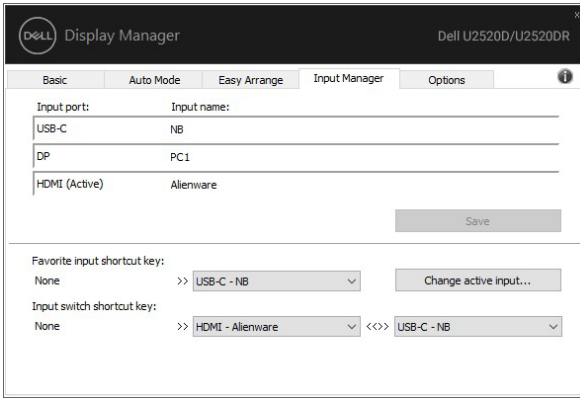 DELL Display Manager Dell U2520D/U2520DR
Basic Auto Mode Easy Arrange Input Manager Options
Input port: Input name:
USB-C NB
DP PC1
HDMI (Active) Alienware
Save
Favorite input shortcut key:
None >> USB-C - NB Change active input...
Input switch shortcut key:
None >> HDMI - Alienware <<>> USB-C - NB